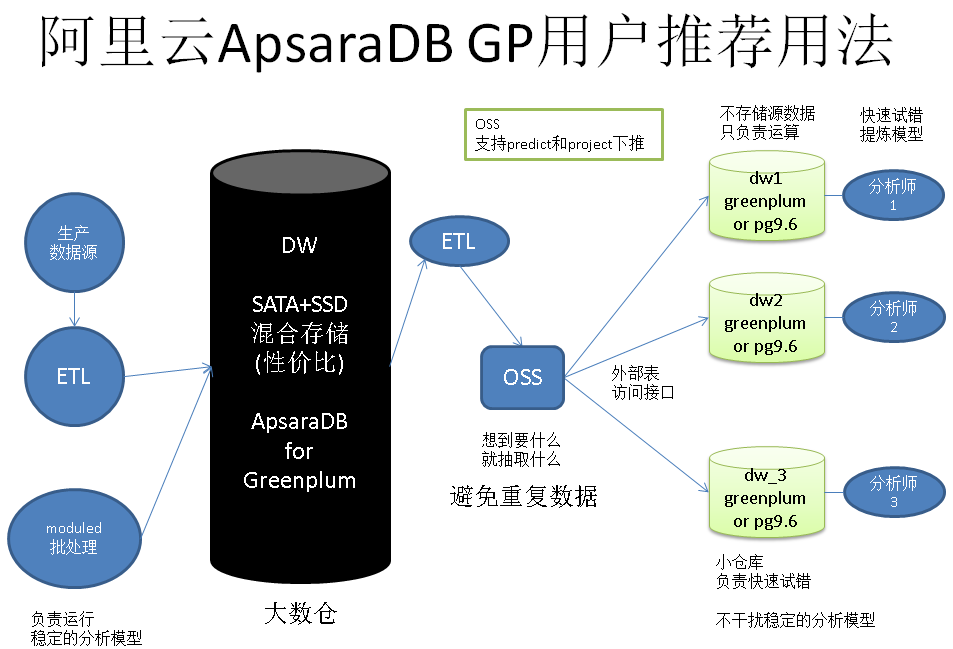 阿里云ApsaraDB GP用户推荐用法
OSS
支持predict和project下推
不存储源数据
只负责运算
快速试错
提炼模型
生产
数据源
ETL
moduled
批处理
负责运行
稳定的分析模型
DW
SATA+SSD
混合存储
(性价比)
ApsaraDB
for
Greenplum
大数仓
ETL
OSS
想到要什么
就抽取什么
避免重复数据
外部表
访问接口
dw1
greenplum
or pg9.6
分析师
1
dw2
greenplum
or pg9.6
分析师
2
dw_3
greenplum
or pg9.6
分析师
3
小仓库
负责快速试错
不干扰稳定的分析模型